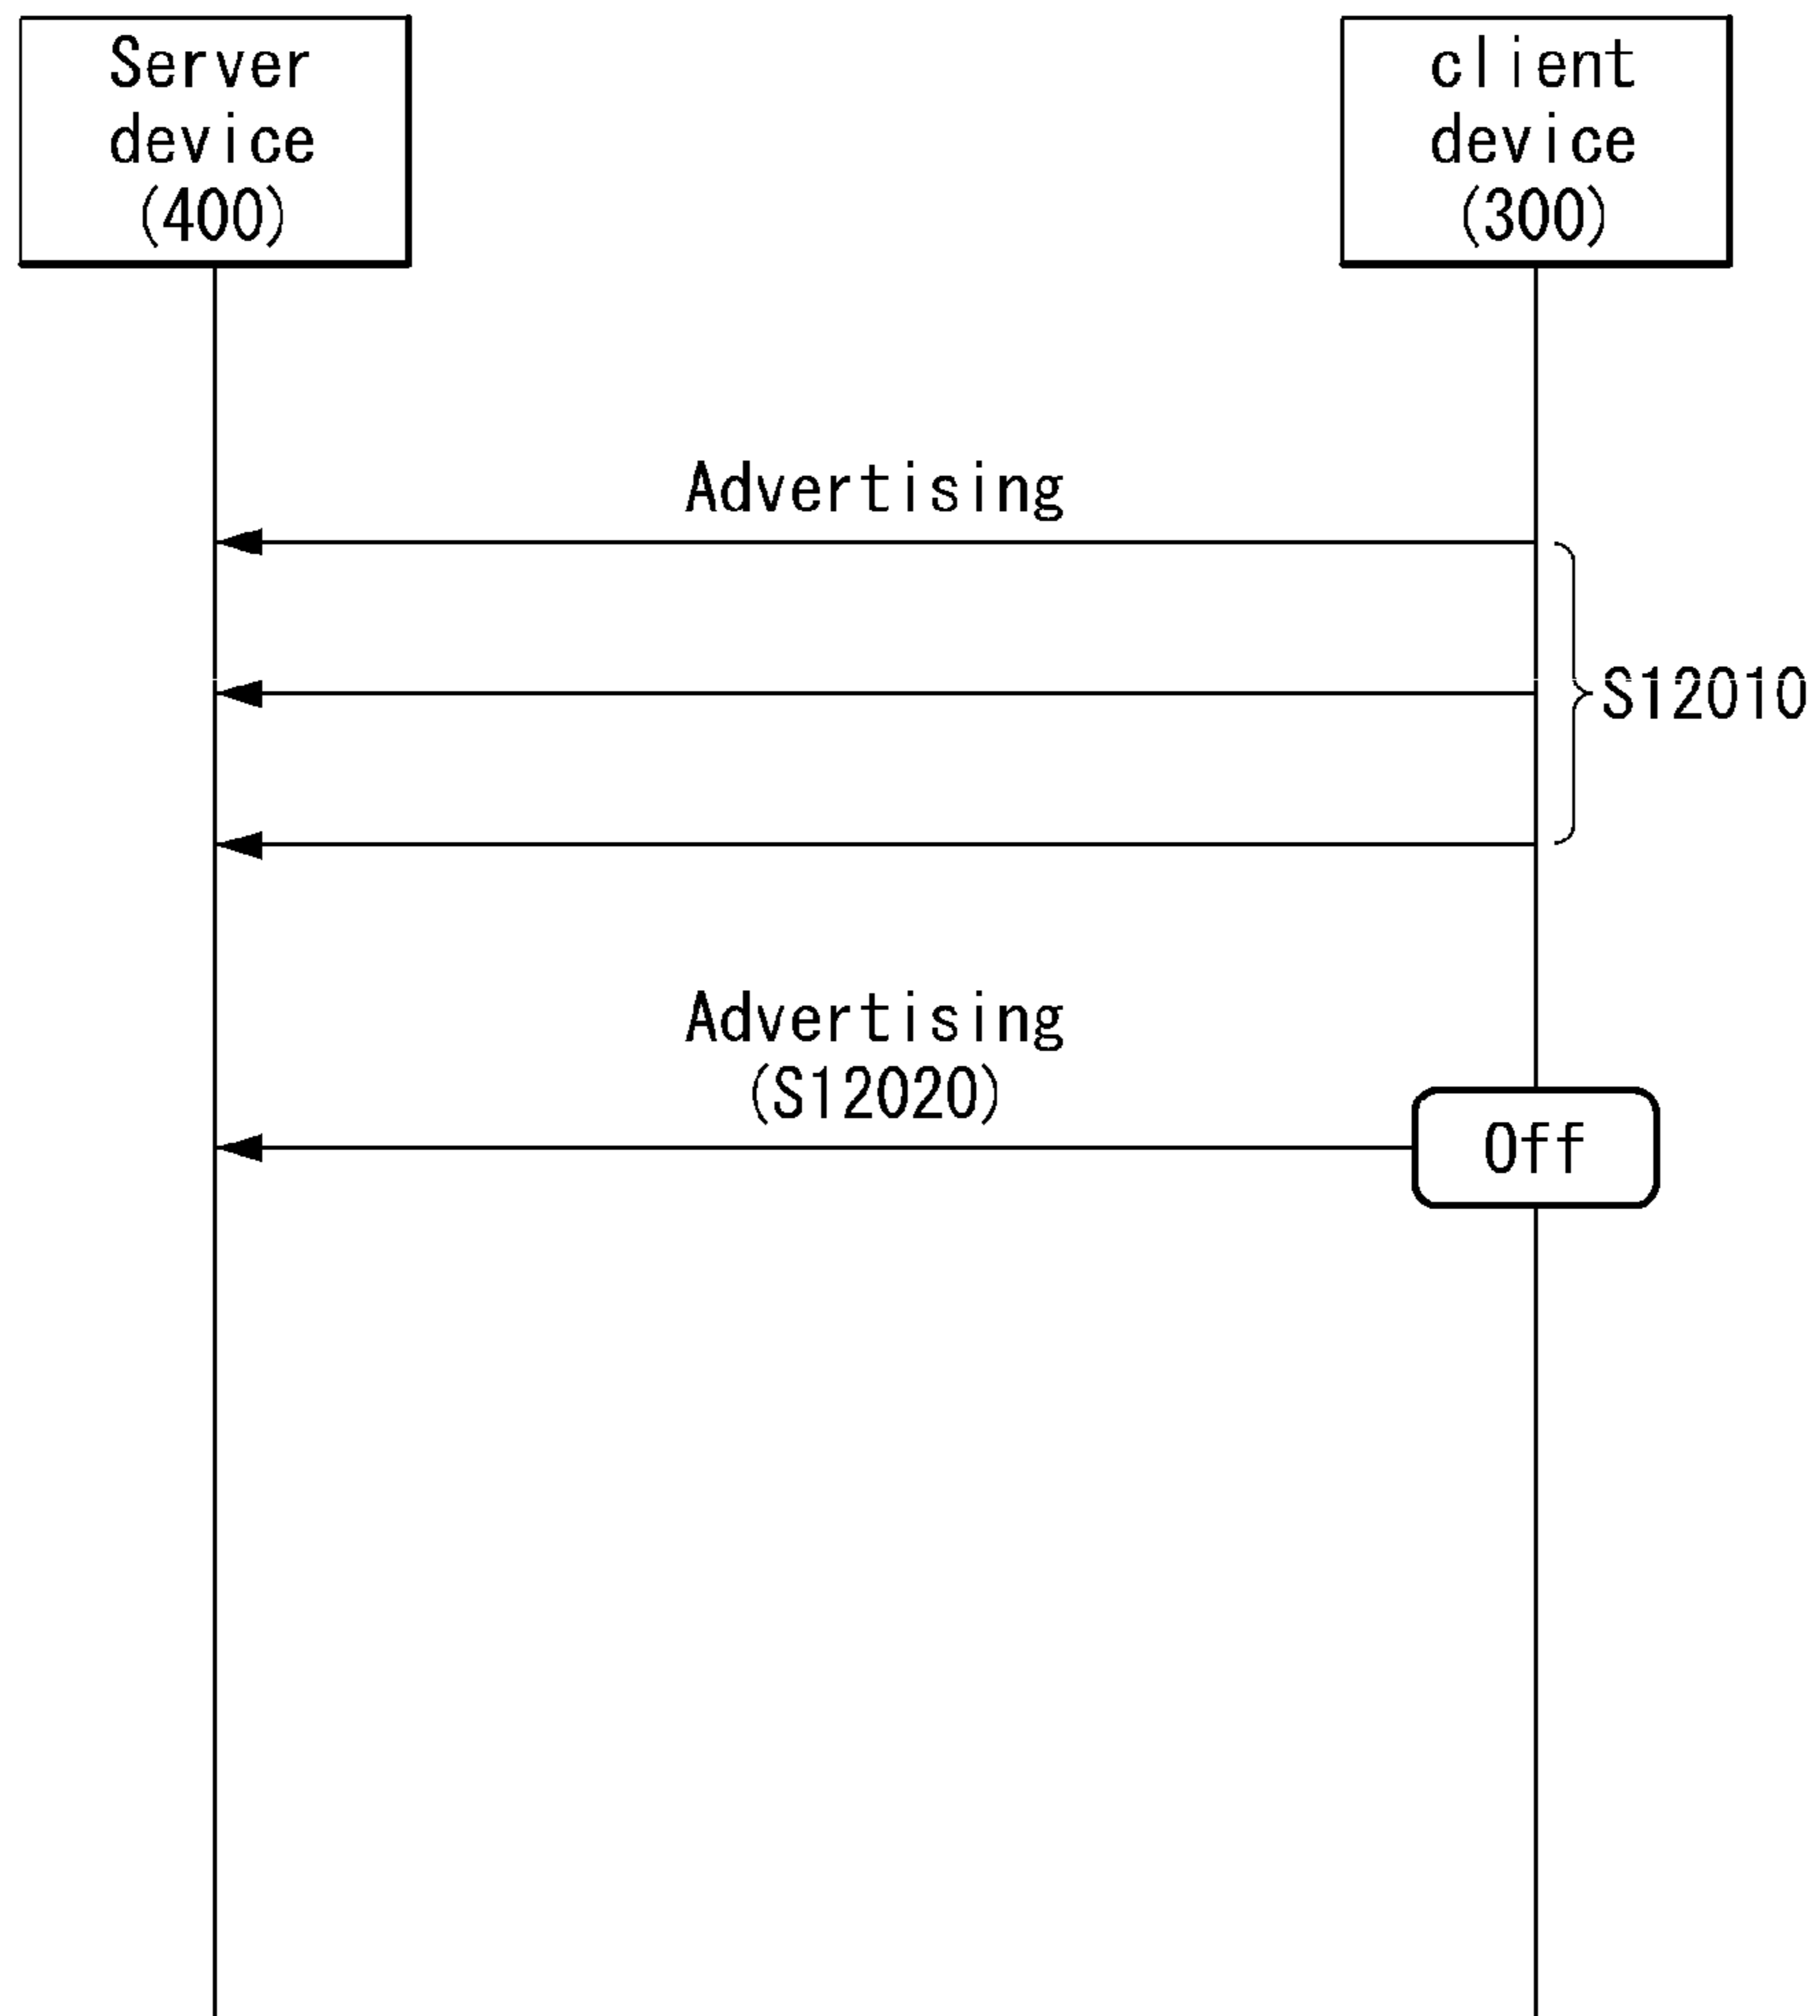 Server
device
(400)
client
device
(300)
Advertising
S12010
Advertising
(S12020)
Off